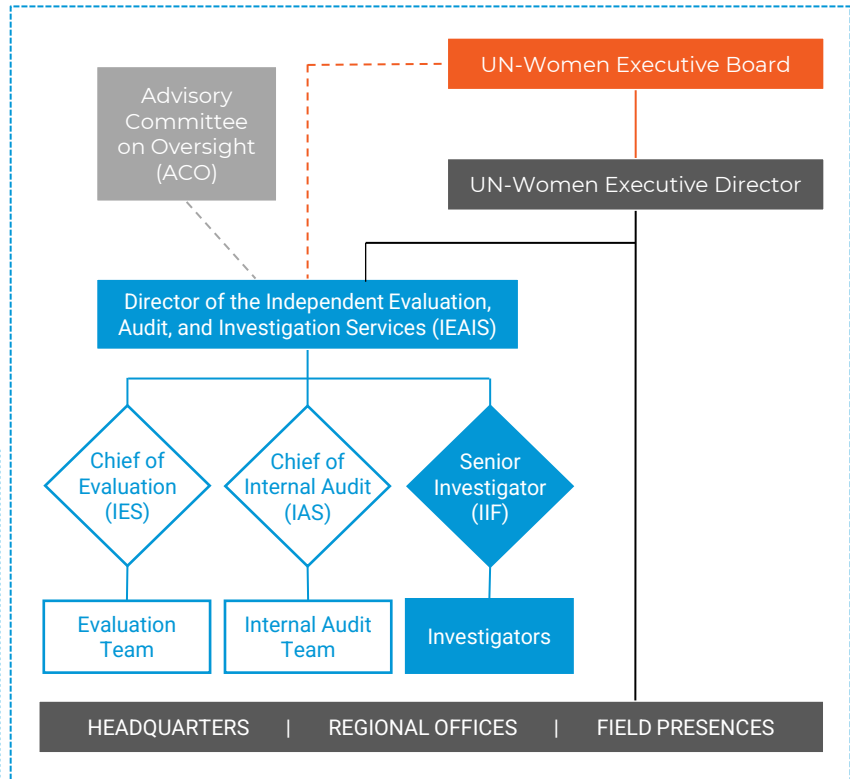 UN-Women Executive Board
Advisory
Committee
on Oversight
(ACO)
UN-Women Executive Director
Director of the Independent Evaluation,
Audit, and Investigation Services (IEAIS)
Chief of
Evaluation
(IES)
Chief of
Internal Audit
(IAS)
Senior
Investigator
(IIF)
Evaluation
Team
Internal Audit
Team
Investigators
HEADQUARTERS | REGIONAL OFFICES | FIELD PRESENCES